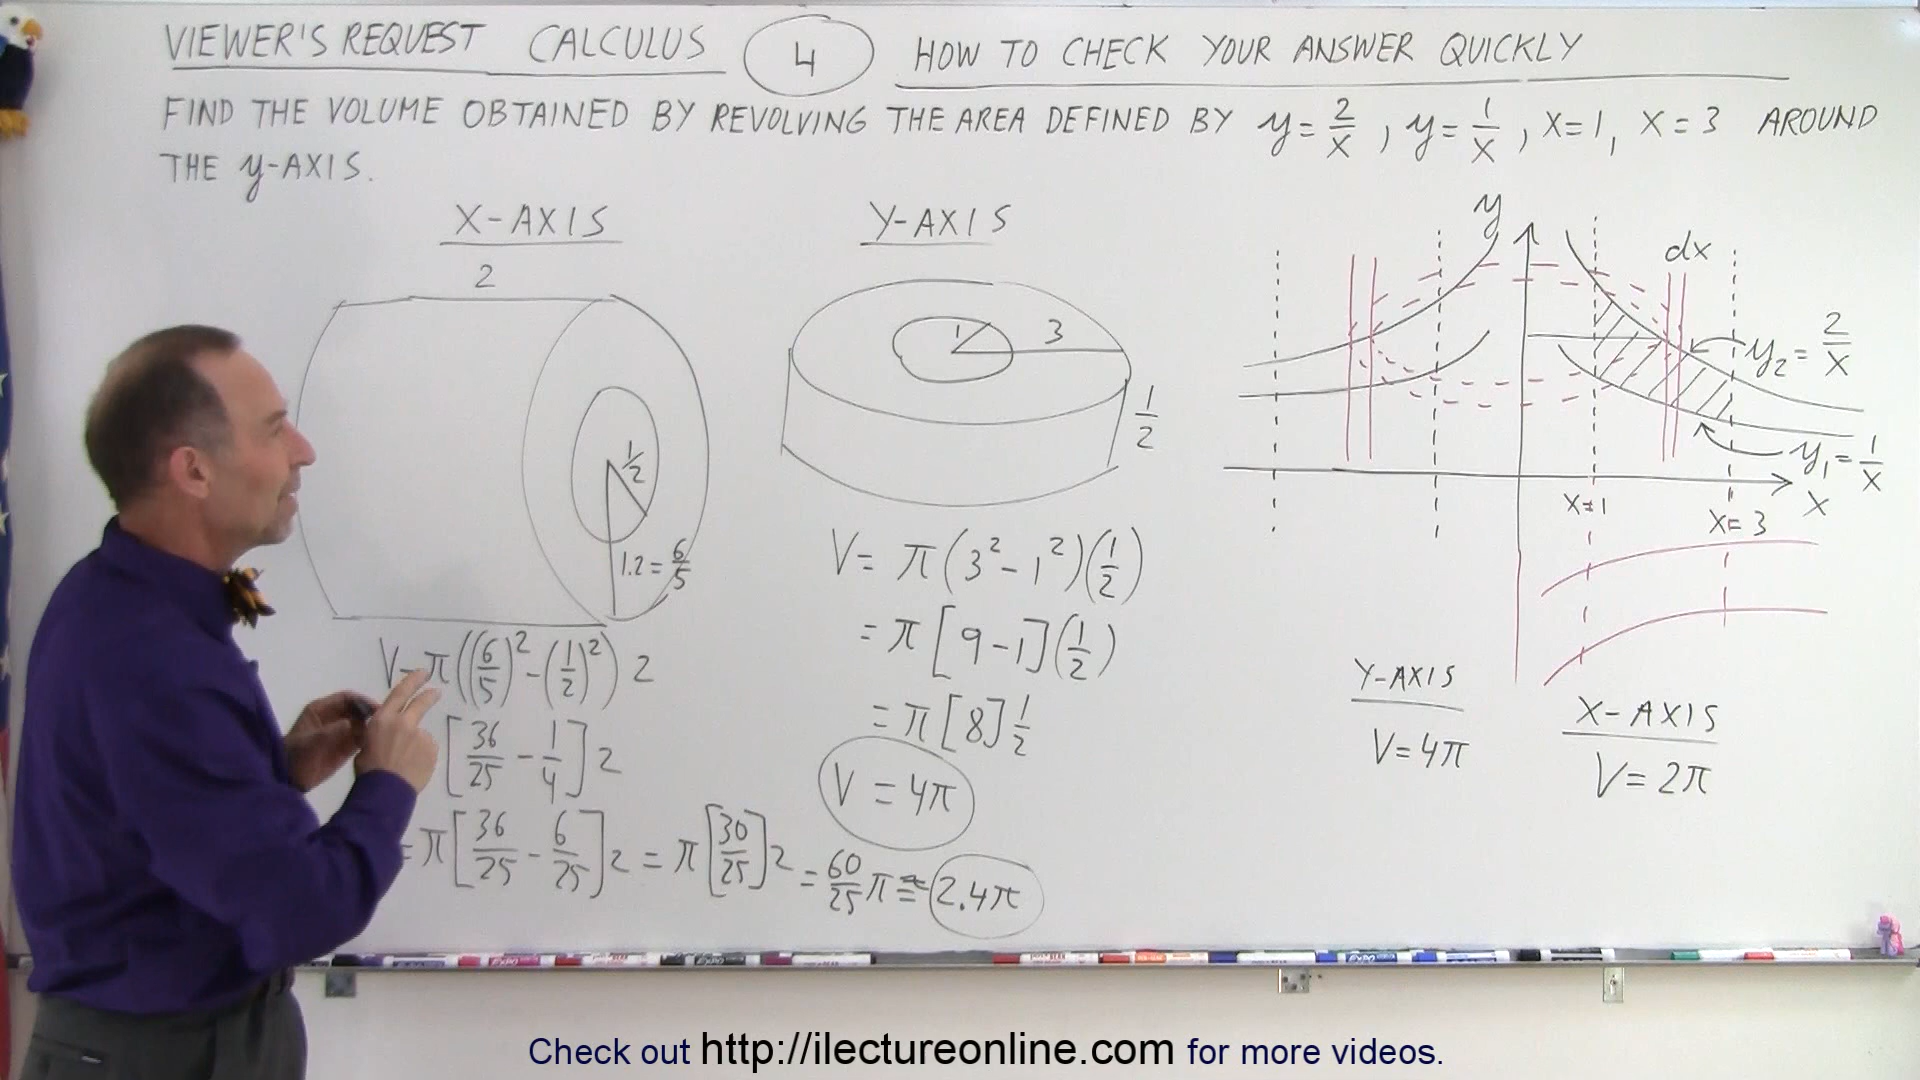 VIEWER'S REQUEST CALCULUS 4 HOW TO CHECK YOUR ANSWER QUICKLY
FIND THE VOLUME OBTAINED BY REVOLVING THE AREA DEFINED BY y = 2/x , y = 1/x , X = 1, X = 3 AROUND
THE y-AXIS.
X-AXIS
2
1/2
1.2 = 6/5
V = π((6/5)² - (1/2)²) 2
[36/25 - 1/4] 2
= π[36/25 - 6/25] 2 = π[30/25] 2 = 60/25 π ≈ 2.4π
Y-AXIS
1
3
1/2
V = π(3² - 1²)(1/2)
= π[9 - 1](1/2)
= π[8] 1/2
V = 4π
y
dx
y₂ = 2/x
y₁ = 1/x
X = 1
X = 3
X
Y-AXIS
V = 4π
X-AXIS
V = 2π
Check out http://ilectureonline.com for more videos.